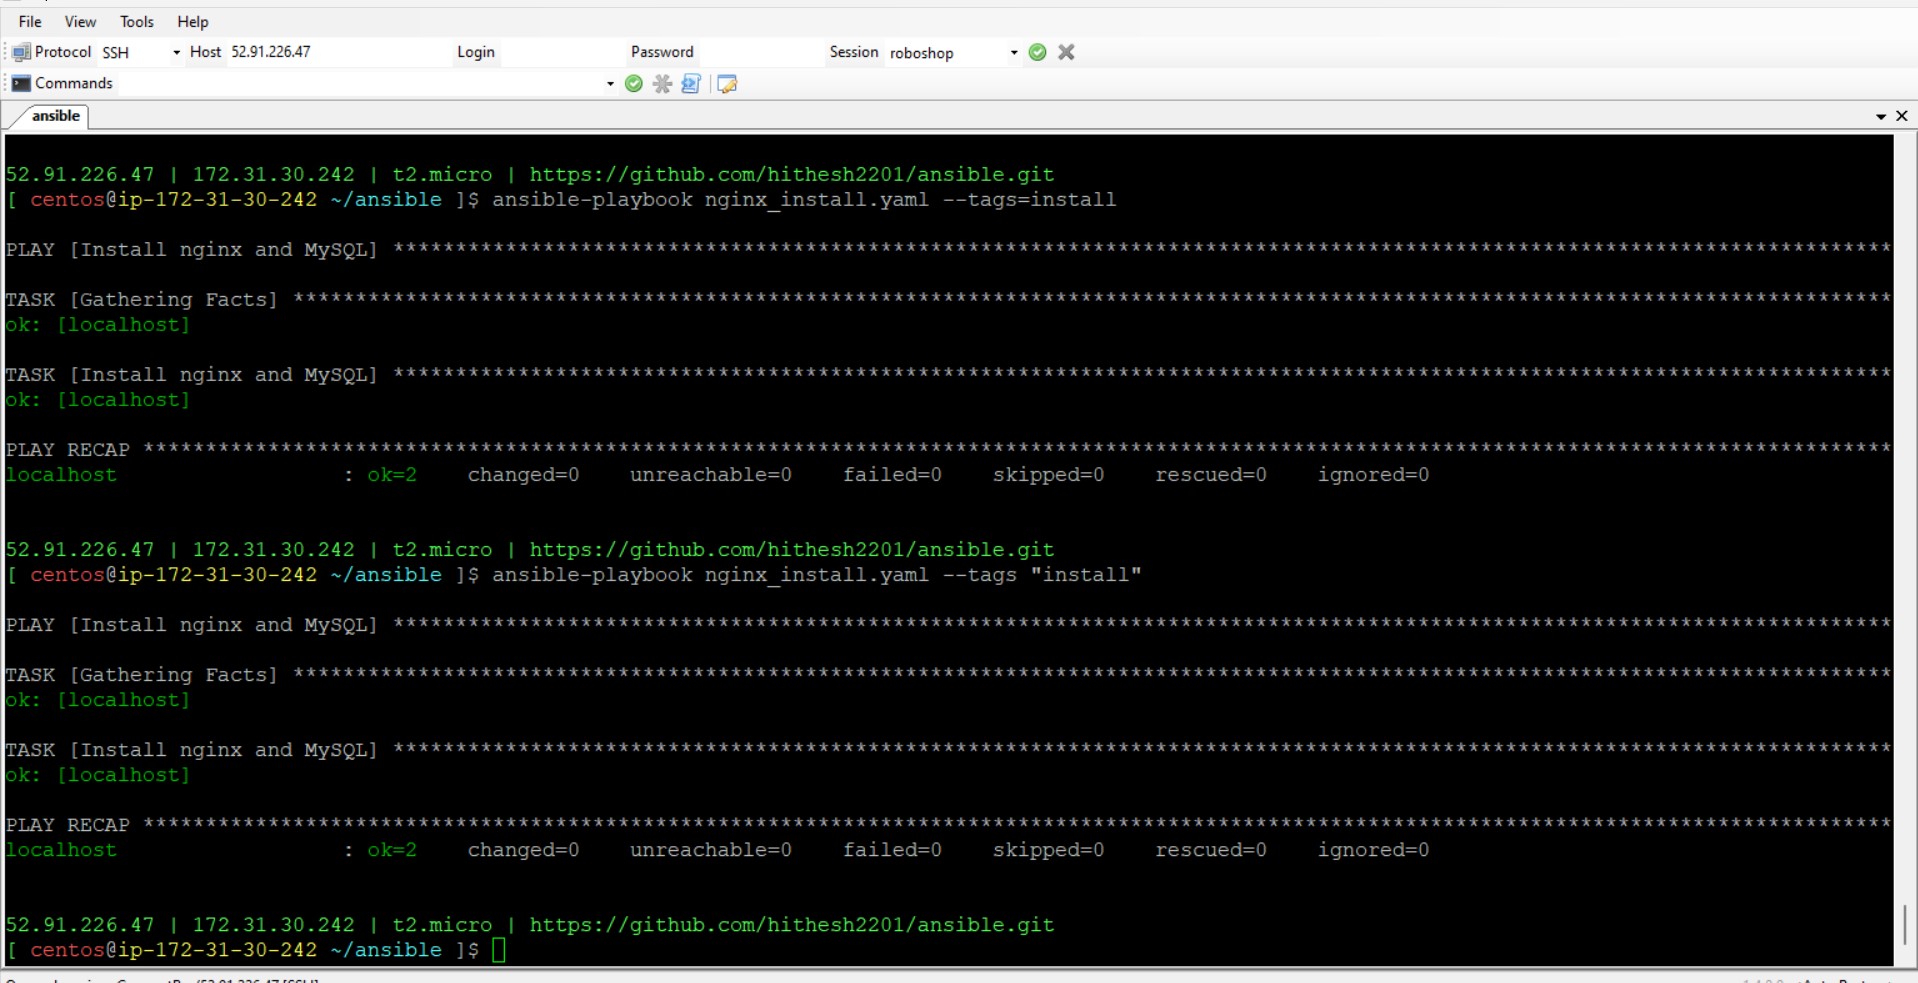 File View Tools Help
Protocol SSH Host 52.91.226.47 Login Password Session roboshop
Commands
ansible
52.91.226.47 | 172.31.30.242 | t2.micro | https://github.com/hithesh2201/ansible.git
[ centos@ip-172-31-30-242 ~/ansible ]$ ansible-playbook nginx_install.yaml --tags=install
PLAY [Install nginx and MySQL] ************************************************************************************************************************
TASK [Gathering Facts] ********************************************************************************************************************************
ok: [localhost]
TASK [Install nginx and MySQL] ************************************************************************************************************************
ok: [localhost]
PLAY RECAP ********************************************************************************************************************************************
localhost : ok=2 changed=0 unreachable=0 failed=0 skipped=0 rescued=0 ignored=0
52.91.226.47 | 172.31.30.242 | t2.micro | https://github.com/hithesh2201/ansible.git
[ centos@ip-172-31-30-242 ~/ansible ]$ ansible-playbook nginx_install.yaml --tags "install"
PLAY [Install nginx and MySQL] ************************************************************************************************************************
TASK [Gathering Facts] ********************************************************************************************************************************
ok: [localhost]
TASK [Install nginx and MySQL] ************************************************************************************************************************
ok: [localhost]
PLAY RECAP ********************************************************************************************************************************************
localhost : ok=2 changed=0 unreachable=0 failed=0 skipped=0 rescued=0 ignored=0
52.91.226.47 | 172.31.30.242 | t2.micro | https://github.com/hithesh2201/ansible.git
[ centos@ip-172-31-30-242 ~/ansible ]$